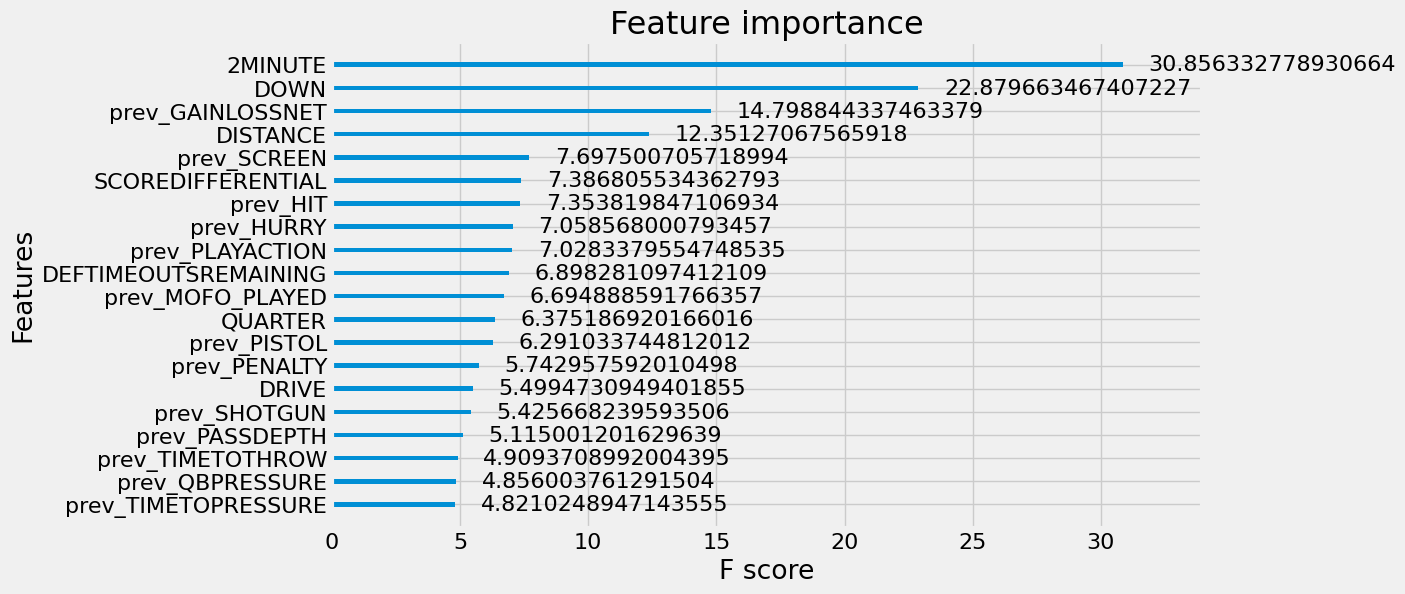 Feature importance
2MINUTE 30.856332778930664
DOWN 22.879663467407227
prev_GAINLOSSNET 14.798844337463379
DISTANCE 12.35127067565918
prev_SCREEN 7.697500705718994
SCOREDIFFERENTIAL 7.386805534362793
prev_HIT 7.353819847106934
prev_HURRY 7.058568000793457
prev_PLAYACTION 7.0283379554748535
DEFTIMEOUTSREMAINING 6.898281097412109
prev_MOFO_PLAYED 6.694888591766357
QUARTER 6.375186920166016
prev_PISTOL 6.291033744812012
prev_PENALTY 5.742957592010498
DRIVE 5.4994730949401855
prev_SHOTGUN 5.425668239593506
prev_PASSDEPTH 5.115001201629639
prev_TIMETOTHROW 4.9093708992004395
prev_QBPRESSURE 4.856003761291504
prev_TIMETOPRESSURE 4.8210248947143555
Features
0 5 10 15 20 25 30
F score